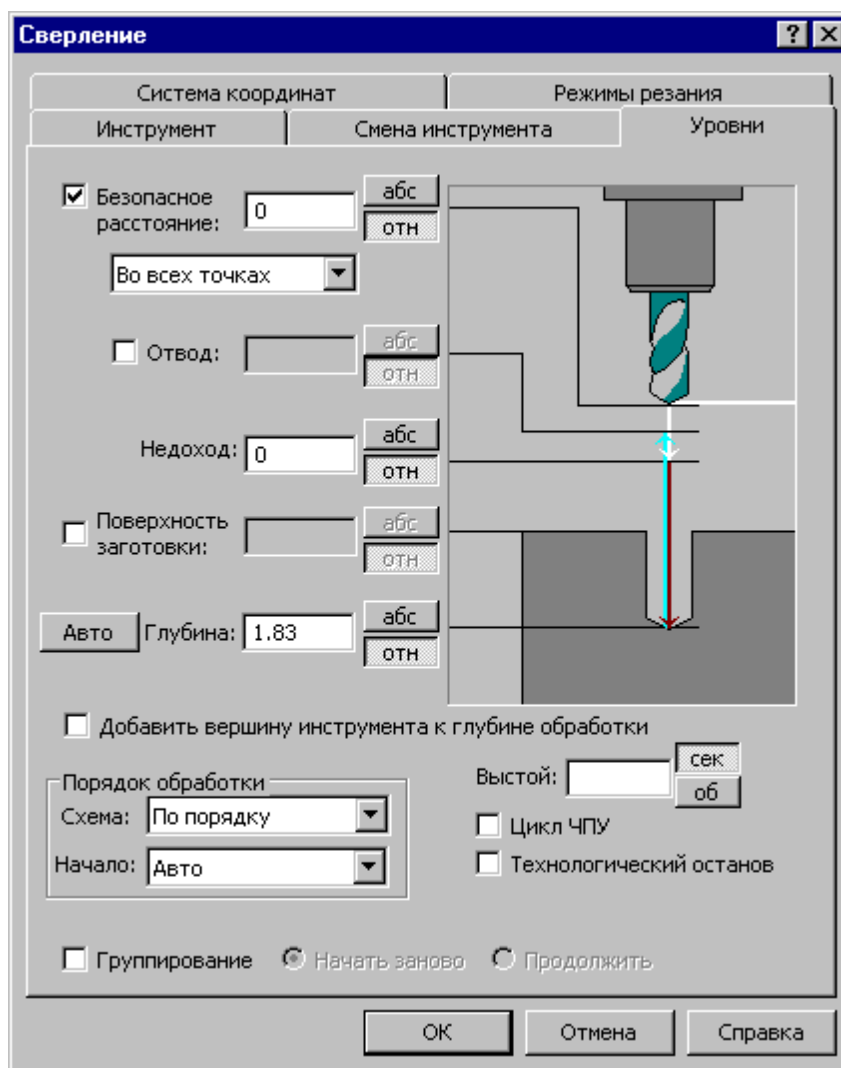 Сверление
Система координат
Режимы резания
Инструмент
Смена инструмента
Уровни
Безопасное
расстояние:
0
абс
отн
Во всех точках
Отвод:
абс
отн
Недоход:
0
абс
отн
Поверхность
заготовки:
абс
отн
Авто
Глубина:
1.83
абс
отн
Добавить вершину инструмента к глубине обработки
Порядок обработки
Схема:
По порядку
Начало:
Авто
Выстой:
сек
об
Цикл ЧПУ
Технологический останов
Группирование
Начать заново
Продолжить
ОК
Отмена
Справка